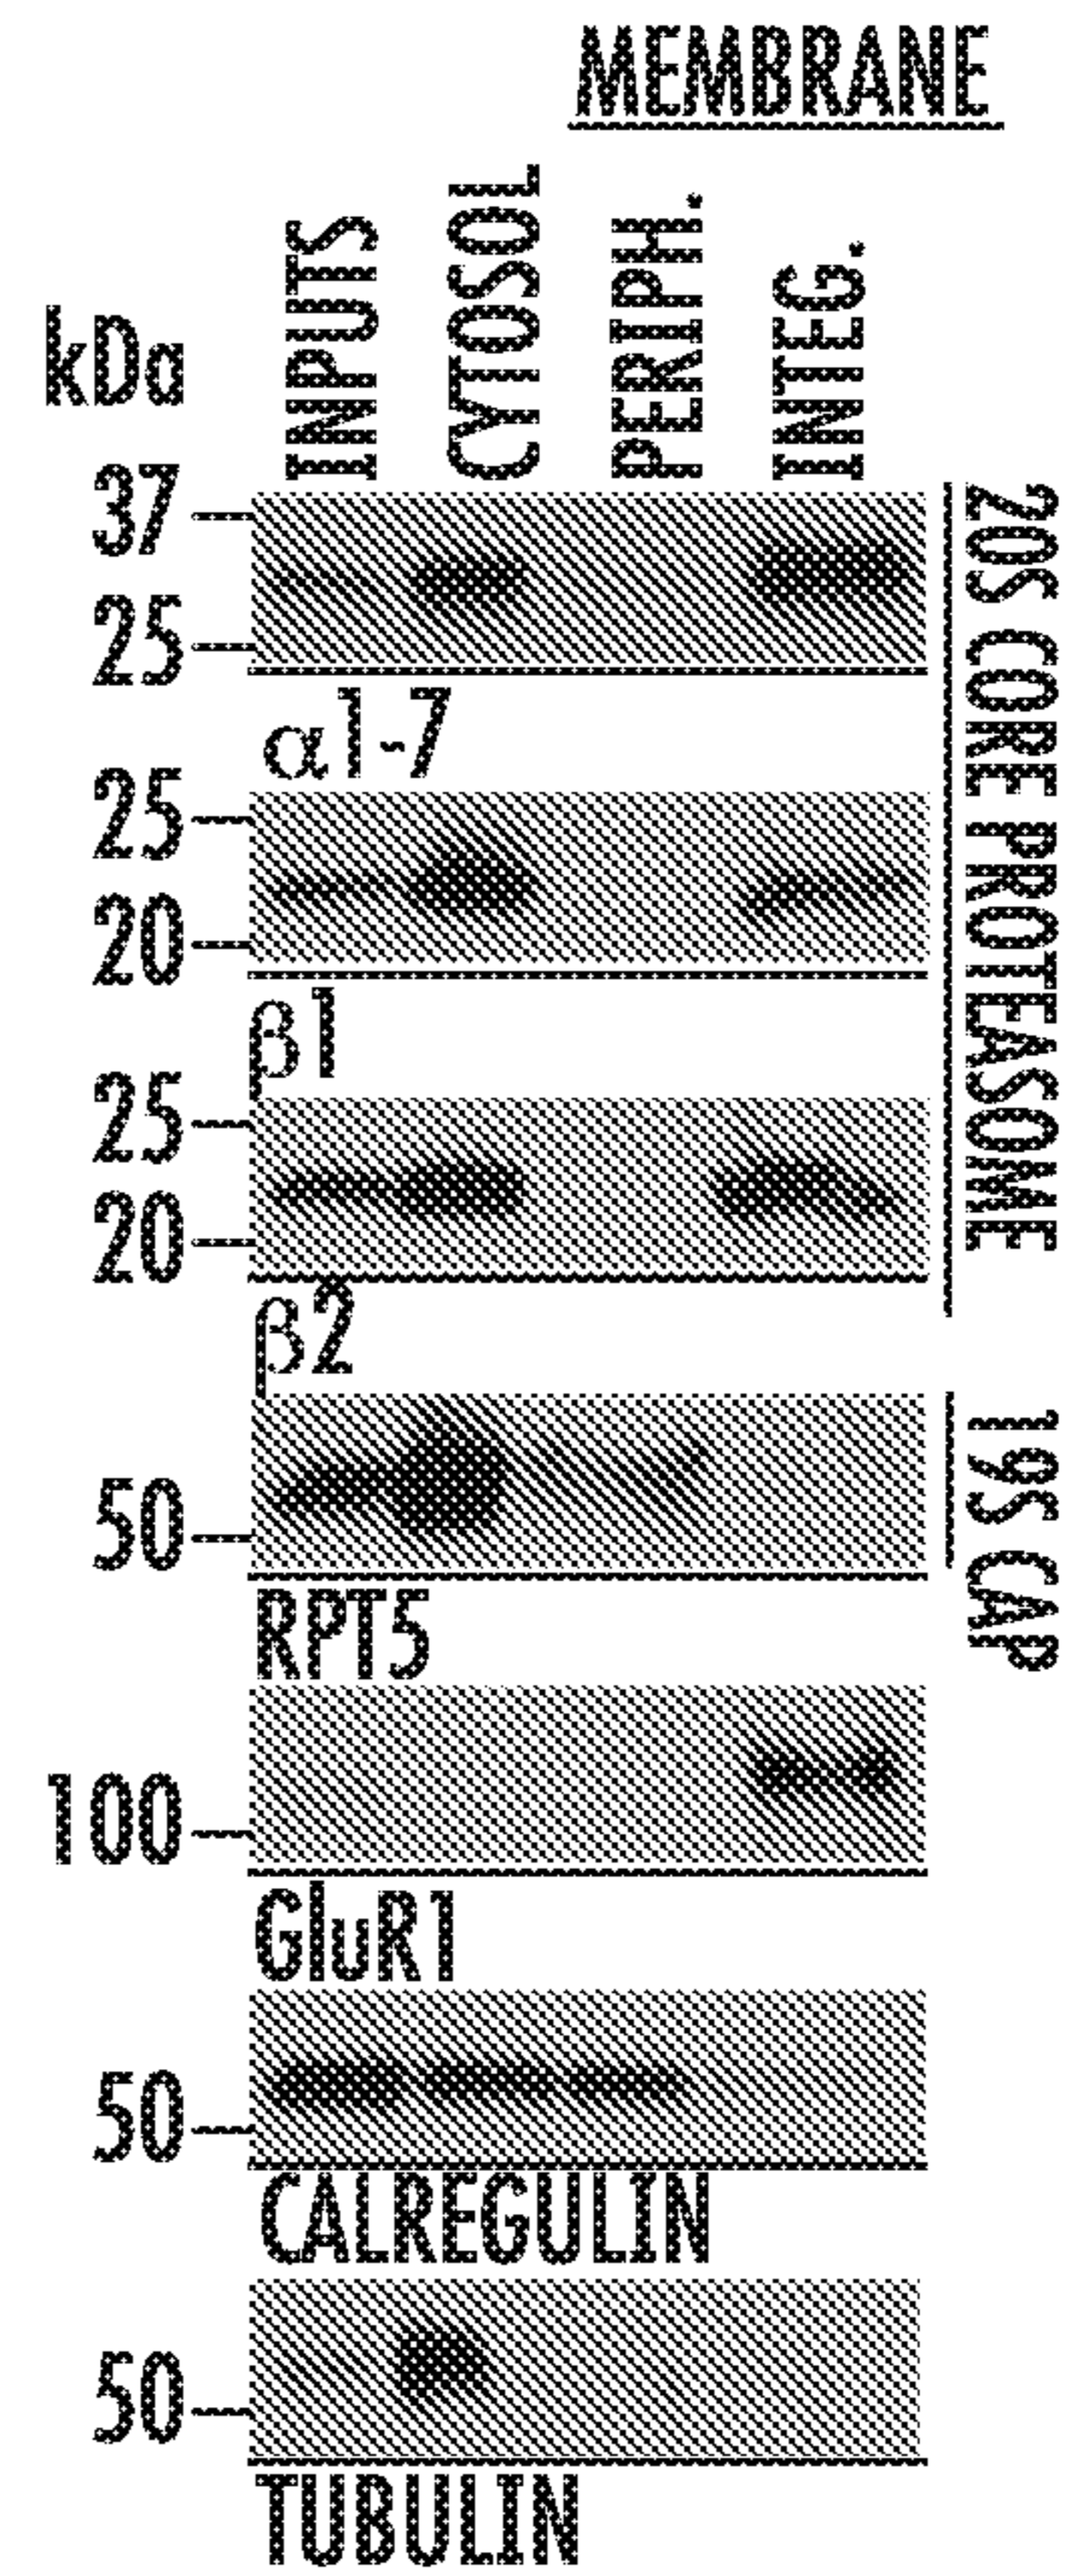 MEMBRANE
kDa
INPUTS
CYTOSOL
PERIPH.
INTEG.
37
25
α1-7
25
20
β1
25
20
β2
20S CORE PROTEASOME
50
RPT5
19S CAP
100
GluR1
50
CALREGULIN
50
TUBULIN